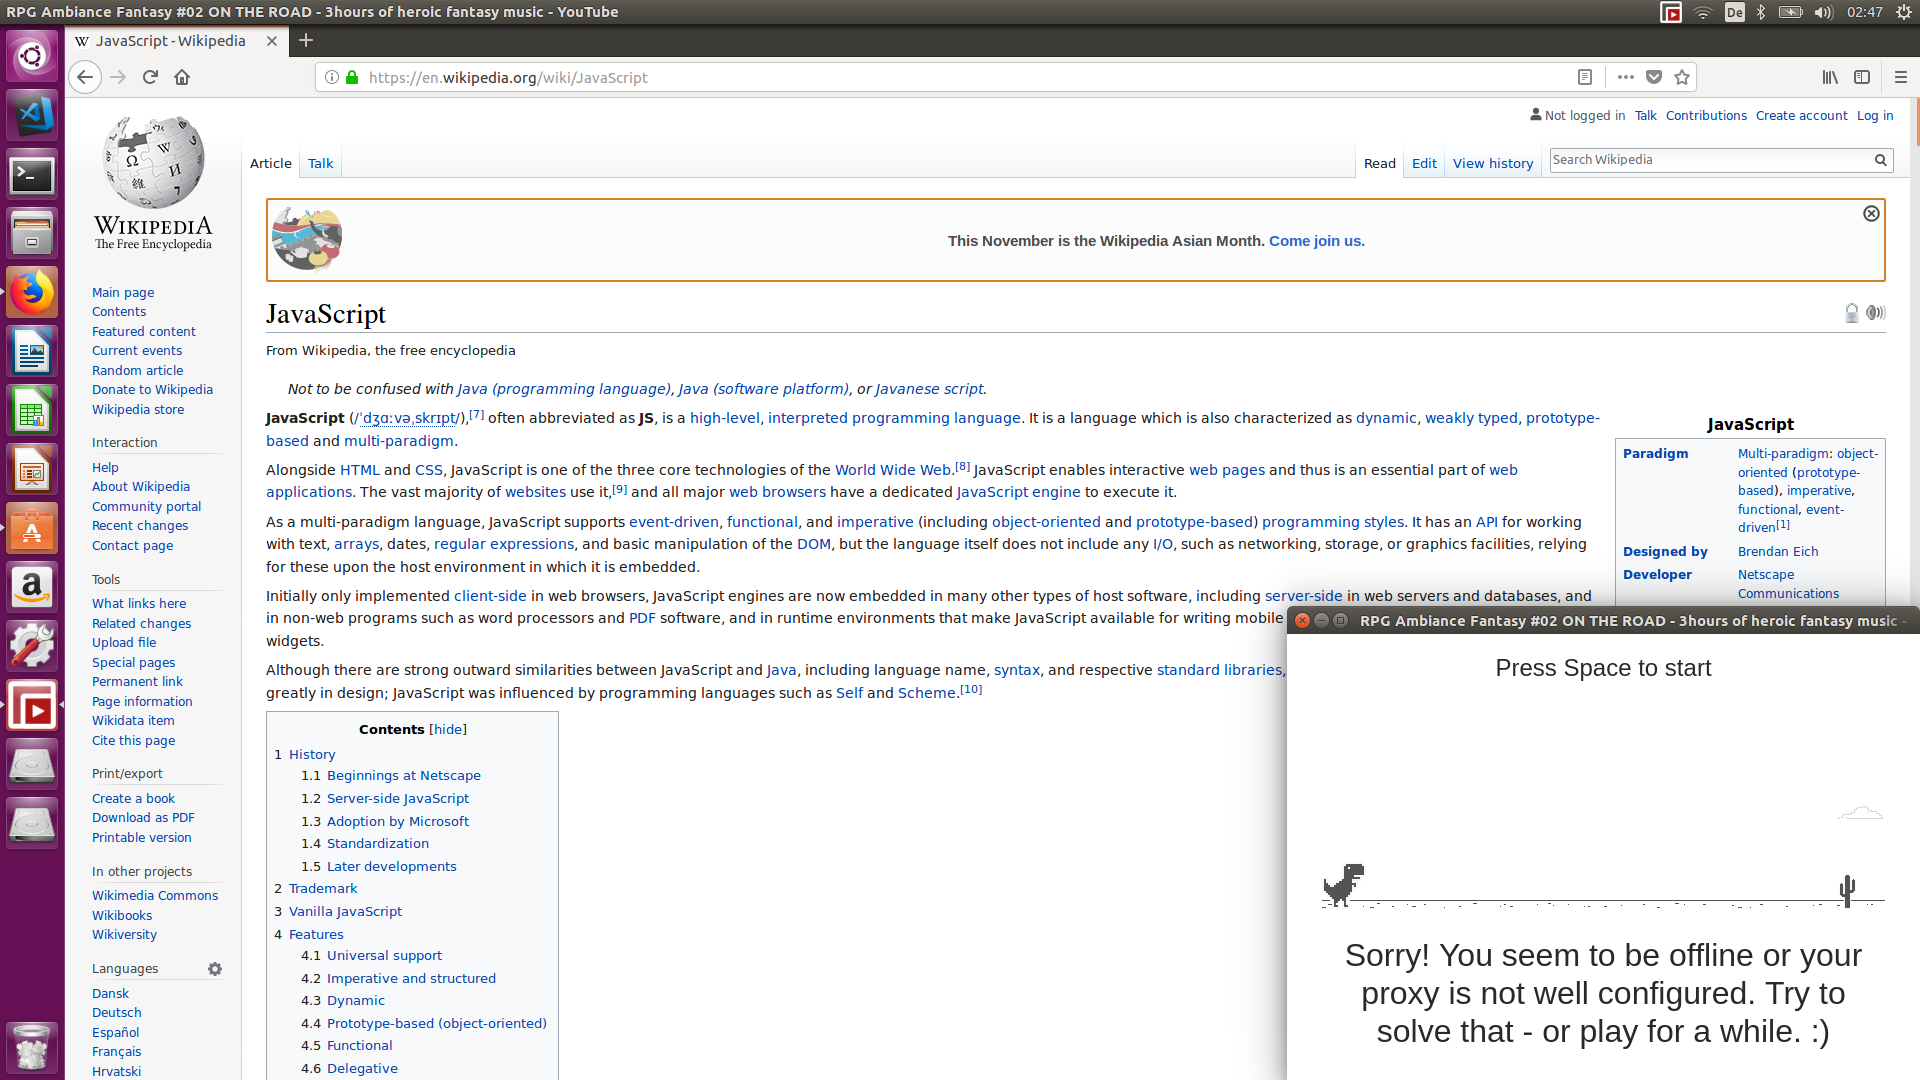 RPG Ambiance Fantasy #02 ON THE ROAD - 3hours of heroic fantasy music - YouTube
De
02:47
W JavaScript - Wikipedia
https://en.wikipedia.org/wiki/JavaScript
Not logged in Talk Contributions Create account Log in
WIKIPEDIA
The Free Encyclopedia
Article Talk
Read Edit View history
Search Wikipedia
This November is the Wikipedia Asian Month. Come join us.
Main page
Contents
Featured content
Current events
Random article
Donate to Wikipedia
Wikipedia store
Interaction
Help
About Wikipedia
Community portal
Recent changes
Contact page
Tools
What links here
Related changes
Upload file
Special pages
Permanent link
Page information
Wikidata item
Cite this page
Print/export
Create a book
Download as PDF
Printable version
In other projects
Wikimedia Commons
Wikibooks
Wikiversity
Languages
Dansk
Deutsch
Español
Français
Hrvatski
JavaScript
From Wikipedia, the free encyclopedia
Not to be confused with Java (programming language), Java (software platform), or Javanese script.
JavaScript (/ˈdʒɑːvəˌskrɪpt/),[7] often abbreviated as JS, is a high-level, interpreted programming language. It is a language which is also characterized as dynamic, weakly typed, prototype-
based and multi-paradigm.
Alongside HTML and CSS, JavaScript is one of the three core technologies of the World Wide Web.[8] JavaScript enables interactive web pages and thus is an essential part of web
applications. The vast majority of websites use it,[9] and all major web browsers have a dedicated JavaScript engine to execute it.
As a multi-paradigm language, JavaScript supports event-driven, functional, and imperative (including object-oriented and prototype-based) programming styles. It has an API for working
with text, arrays, dates, regular expressions, and basic manipulation of the DOM, but the language itself does not include any I/O, such as networking, storage, or graphics facilities, relying
for these upon the host environment in which it is embedded.
Initially only implemented client-side in web browsers, JavaScript engines are now embedded in many other types of host software, including server-side in web servers and databases, and
in non-web programs such as word processors and PDF software, and in runtime environments that make JavaScript available for writing mobile
widgets.
Although there are strong outward similarities between JavaScript and Java, including language name, syntax, and respective standard libraries,
greatly in design; JavaScript was influenced by programming languages such as Self and Scheme.[10]
Contents [hide]
1 History
1.1 Beginnings at Netscape
1.2 Server-side JavaScript
1.3 Adoption by Microsoft
1.4 Standardization
1.5 Later developments
2 Trademark
3 Vanilla JavaScript
4 Features
4.1 Universal support
4.2 Imperative and structured
4.3 Dynamic
4.4 Prototype-based (object-oriented)
4.5 Functional
4.6 Delegative
JavaScript
Paradigm Multi-paradigm: object-
oriented (prototype-
based), imperative,
functional, event-
driven[1]
Designed by Brendan Eich
Developer Netscape
Communications
RPG Ambiance Fantasy #02 ON THE ROAD - 3hours of heroic fantasy music -
Press Space to start
Sorry! You seem to be offline or your
proxy is not well configured. Try to
solve that - or play for a while. :)